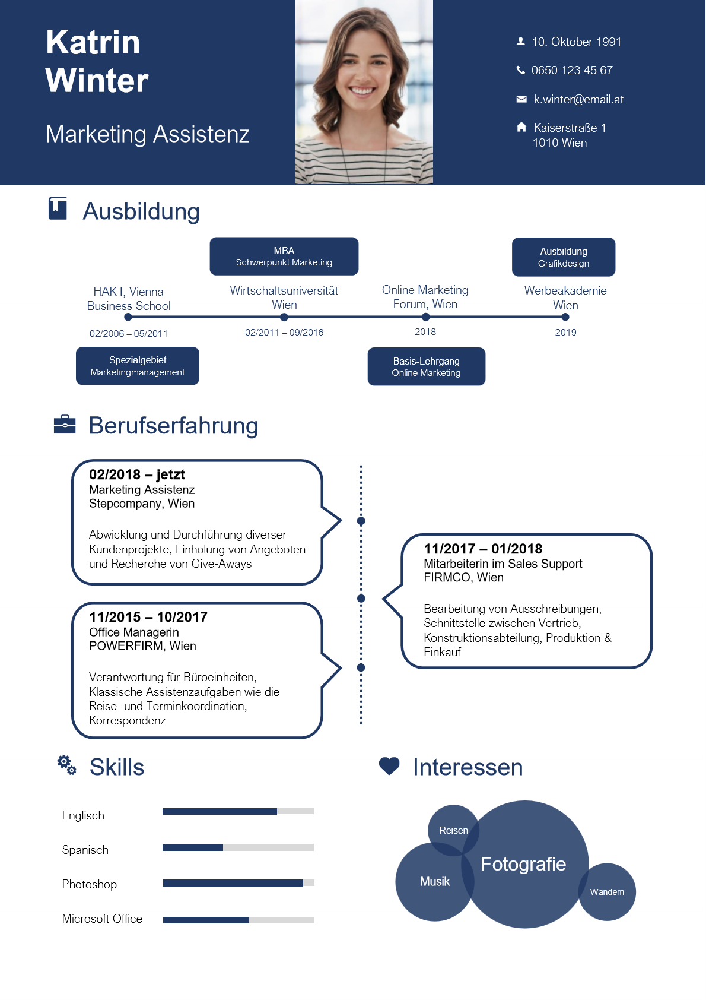 Katrin
Winter
Marketing Assistenz
10. Oktober 1991
0650 123 45 67
k.winter@email.at
Kaiserstraße 1
1010 Wien
Ausbildung
MBA
Schwerpunkt Marketing
Ausbildung
Grafikdesign
HAK I, Vienna
Business School
Wirtschaftsuniversität
Wien
Online Marketing
Forum, Wien
Werbeakademie
Wien
02/2006 – 05/2011
02/2011 – 09/2016
2018
2019
Spezialgebiet
Marketingmanagement
Basis-Lehrgang
Online Marketing
Berufserfahrung
02/2018 – jetzt
Marketing Assistenz
Stepcompany, Wien
Abwicklung und Durchführung diverser
Kundenprojekte, Einholung von Angeboten
und Recherche von Give-Aways
11/2017 – 01/2018
Mitarbeiterin im Sales Support
FIRMCO, Wien
Bearbeitung von Ausschreibungen,
Schnittstelle zwischen Vertrieb,
Konstruktionsabteilung, Produktion &
Einkauf
11/2015 – 10/2017
Office Managerin
POWERFIRM, Wien
Verantwortung für Büroeinheiten,
Klassische Assistenzaufgaben wie die
Reise- und Terminkoordination,
Korrespondenz
Skills
Englisch
Spanisch
Photoshop
Microsoft Office
Interessen
Reisen
Fotografie
Musik
Wandern